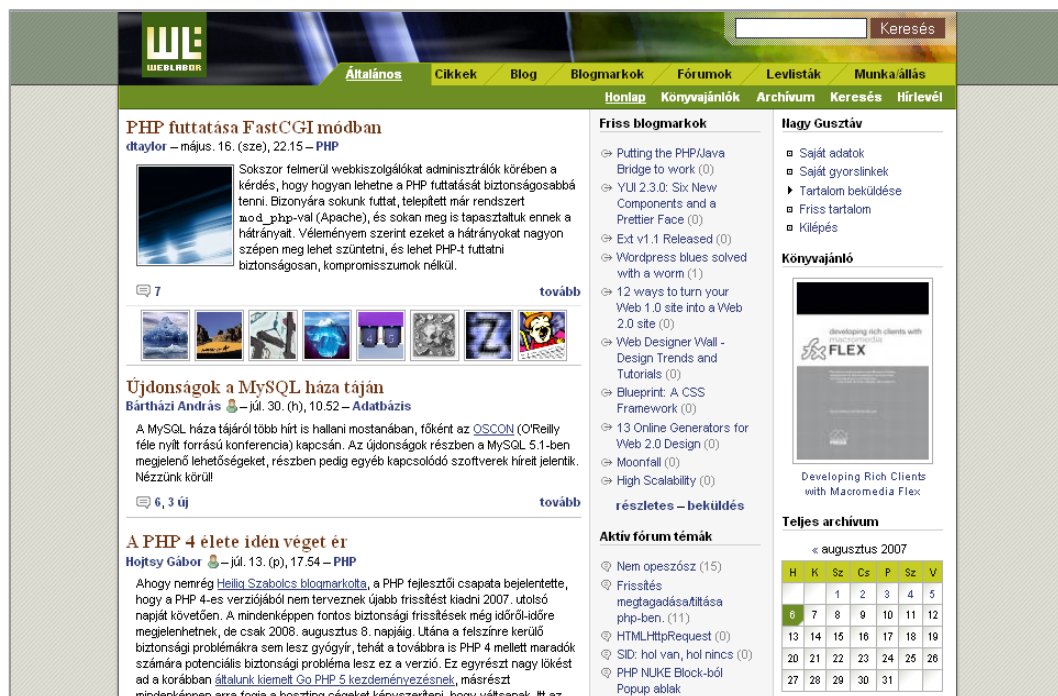 WEBLABOR
Keresés
Általános Cikkek Blog Blogmarkok Fórumok Levlisták Munka/állás
Honlap Könyvajánlók Archívum Keresés Hírlevél
PHP futtatása FastCGI módban
dtaylor – május. 16. (sze), 22.15 – PHP
Sokszor felmerül webkiszolgálókat adminisztrálók körében a
kérdés, hogy hogyan lehetne a PHP futtatását biztonságosabbá
tenni. Bizonyára sokunk futtat, telepített már rendszert
mod_php-val (Apache), és sokan meg is tapasztaltuk ennek a
hátrányait. Véleményem szerint ezeket a hátrányokat nagyon
szépen meg lehet szüntetni, és lehet PHP-t futtatni
biztonságosan, kompromisszumok nélkül.
7 tovább
Újdonságok a MySQL háza táján
Bártházi András – júl. 30. (h), 10.52 – Adatbázis
A MySQL háza tájáról több hírt is hallani mostanában, főként az OSCON (O'Reilly
féle nyílt forrású konferencia) kapcsán. Az újdonságok részben a MySQL 5.1-ben
megjelenő lehetőségeket, részben pedig egyéb kapcsolódó szoftverek híreit jelentik.
Nézzünk körül!
6, 3 új tovább
A PHP 4 élete idén véget ér
Hojtsy Gábor – júl. 13. (p), 17.54 – PHP
Ahogy nemrég Heilig Szabolcs blogmarkolta, a PHP fejlesztői csapata bejelentette,
hogy a PHP 4-es verziójából nem terveznek újabb frissítést kiadni 2007. utolsó
napját követően. A mindenképpen fontos biztonsági frissítések még időről-időre
megjelenhetnek, de csak 2008. augusztus 8. napjáig. Utána a felszínre kerülő
biztonsági problémákra sem lesz gyógyír, tehát a továbbra is PHP 4 mellett maradók
számára potenciális biztonsági probléma lesz ez a verzió. Ez egyrészt nagy lökést
ad a korábban általunk kiemelt Go PHP 5 kezdeményezésnek, másrészt
mindenképpen arra fogja a hosting cégeket kényszeríteni, hogy váltsanak. Itt az
Friss blogmarkok
Putting the PHP/Java
Bridge to work (0)
YUI 2.3.0: Six New
Components and a
Prettier Face (0)
Ext v1.1 Released (0)
Wordpress blues solved
with a worm (1)
12 ways to turn your
Web 1.0 site into a Web
2.0 site (0)
Web Designer Wall -
Design Trends and
Tutorials (0)
Blueprint: A CSS
Framework (0)
13 Online Generators for
Web 2.0 Design (0)
Moonfall (0)
High Scalability (0)
részletes – beküldés
Aktív fórum témák
Nem opeszósz (15)
Frissítés
megtagadása/tiltása
php-ben. (11)
HTMLHttpRequest (0)
SID: hol van, hol nincs (0)
PHP NUKE Block-ból
Popup ablak
Nagy Gusztáv
Saját adatok
Saját gyorslinkek
Tartalom beküldése
Friss tartalom
Kilépés
Könyvajánló
developing rich clients with
macromedia
FLEX
Developing Rich Clients
with Macromedia Flex
Teljes archívum
« augusztus 2007
H K Sz Cs P Sz V
1 2 3 4 5
6 7 8 9 10 11 12
13 14 15 16 17 18 19
20 21 22 23 24 25 26
27 28 29 30 31